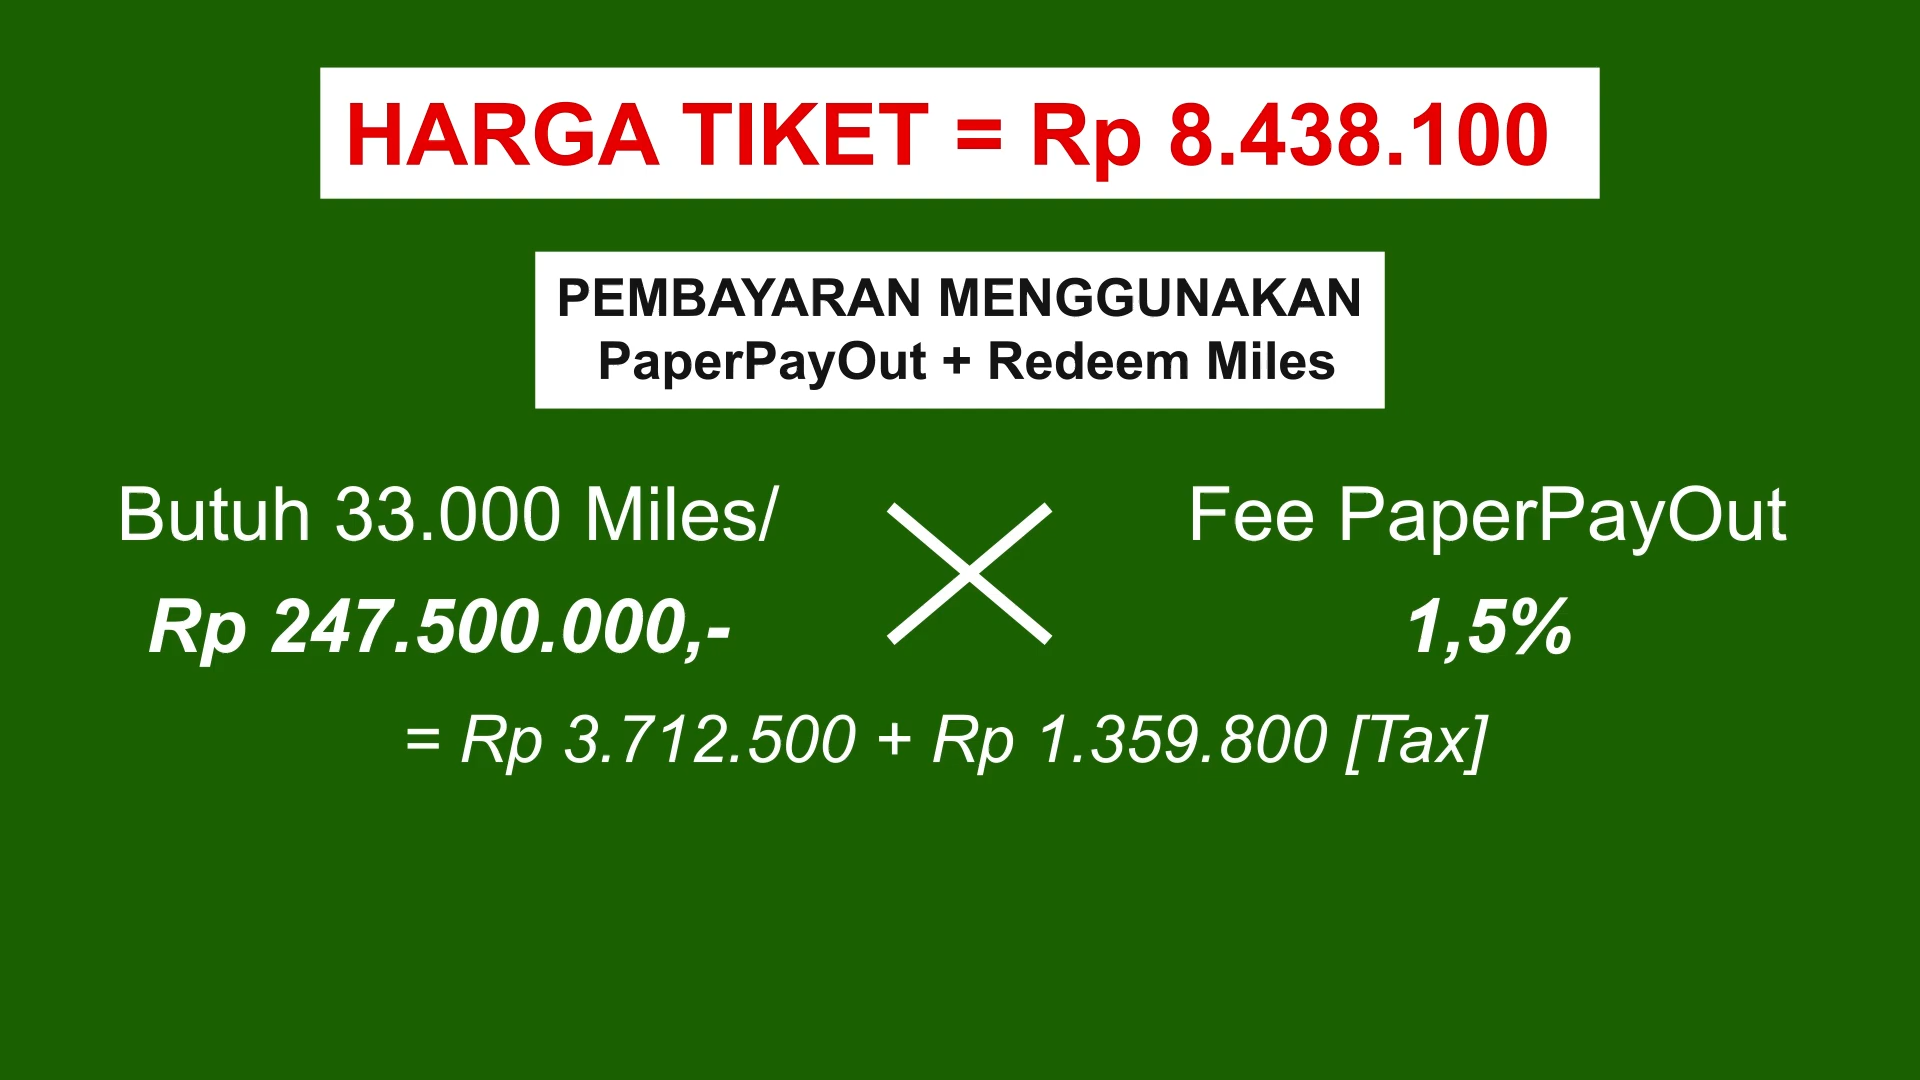 HARGA TIKET = Rp 8.438.100
PEMBAYARAN MENGGUNAKAN
PaperPayOut + Redeem Miles
Butuh 33.000 Miles/
Rp 247.500.000,-
Fee PaperPayOut
1,5%
= Rp 3.712.500 + Rp 1.359.800 [Tax]